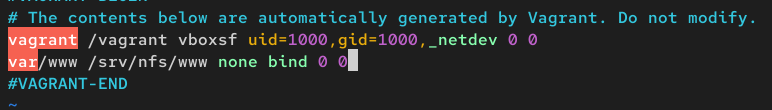 # The contents below are automatically generated by Vagrant. Do not modify.
vagrant /vagrant vboxsf uid=1000,gid=1000,_netdev 0 0
var/www /srv/nfs/www none bind 0 0
#VAGRANT-END
~